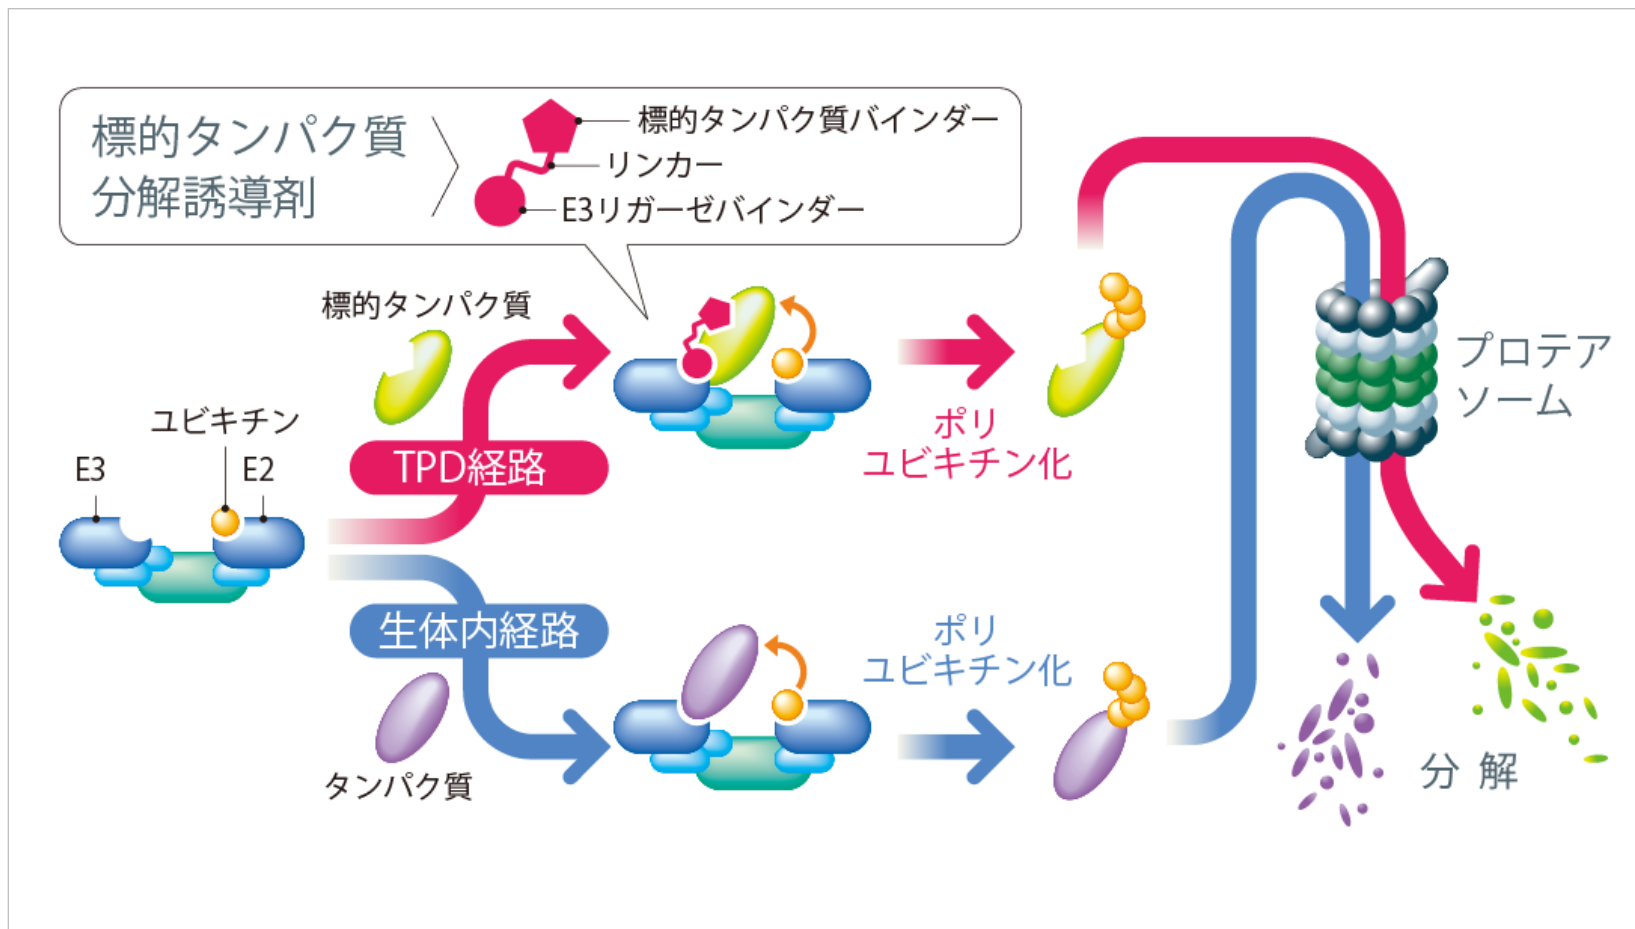 標的タンパク質
分解誘導剤
標的タンパク質バインダー
リンカー
E3リガーゼバインダー
標的タンパク質
ユビキチン
E3
E2
TPD経路
ポリ
ユビキチン化
プロテア
ソーム
生体内経路
タンパク質
ポリ
ユビキチン化
分解